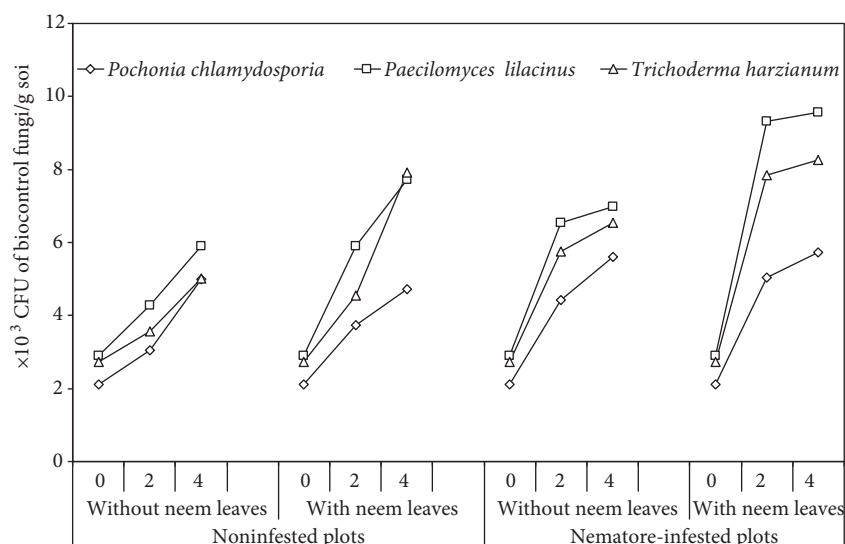 ×10³ CFU of biocontrol fungi/g soi
12
10
8
6
4
2
0
Pochonia chlamydosporia Paecilomyces lilacinus Trichoderma harzianum
0 2 4 0 2 4 0 2 4 0 2 4
Without neem leaves With neem leaves Without neem leaves With neem leaves
Noninfested plots Nematore-infested plots